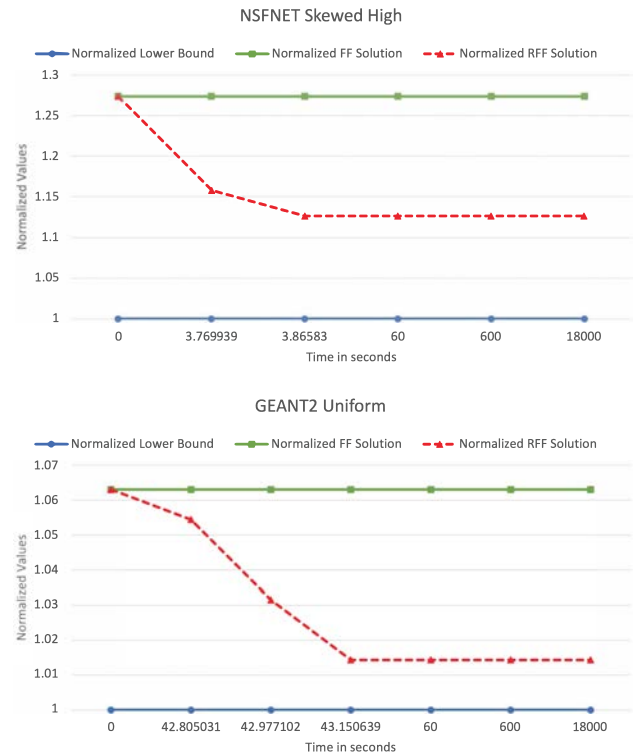 NSFNET Skewed High
Normalized Lower Bound Normalized FF Solution Normalized RFF Solution
1.3
1.25
1.2
1.15
1.1
1.05
1
Normalized Values
0 3.769939 3.86583 60 600 18000
Time in seconds
GEANT2 Uniform
Normalized Lower Bound Normalized FF Solution Normalized RFF Solution
1.07
1.06
1.05
1.04
1.03
1.02
1.01
1
Normalized Values
0 42.805031 42.977102 43.150639 60 600 18000
Time in seconds